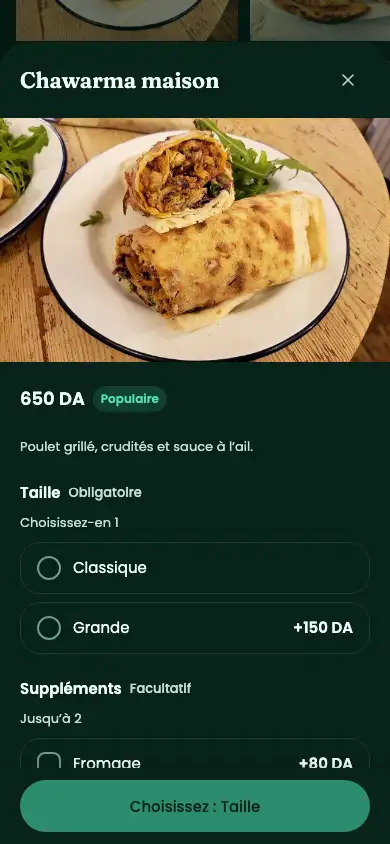 Chawarma maison
650 DA Populaire
Poulet grillé, crudités et sauce à l’ail.
Taille Obligatoire
Choisissez-en 1
Classique
Grande +150 DA
Suppléments Facultatif
Jusqu’à 2
Fromage +80 DA
Choisissez : Taille